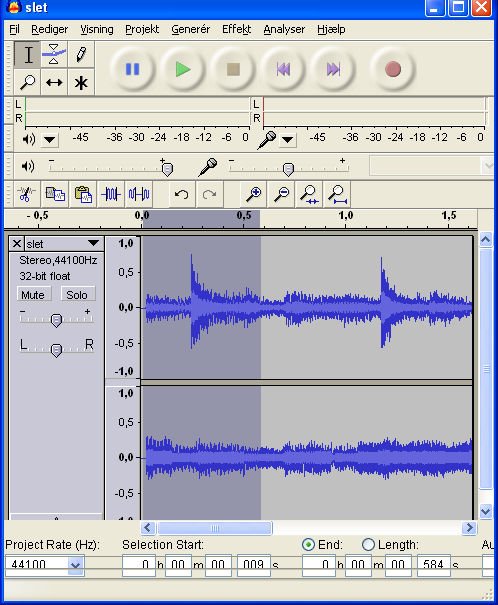 slet
Fil Rediger Visning Projekt Generér Effekt Analyser Hjælp
L
R
-45 -36 -30 -24 -18 -12 -6 0
L
R
-45 -36 -30 -24 -18 -12 -6 0
- +
- +
- 0,5 0,0 0,5 1,0 1,5
slet
Stereo,44100Hz
32-bit float
Mute Solo
- +
L R
1,0
0,5
0,0
-0,5
-1,0
1,0
0,5
0,0
-0,5
-1,0
Project Rate (Hz): Selection Start: End: Length: Au
44100 0 h 00 m 00 009 s 0 h 00 m 00 584 s